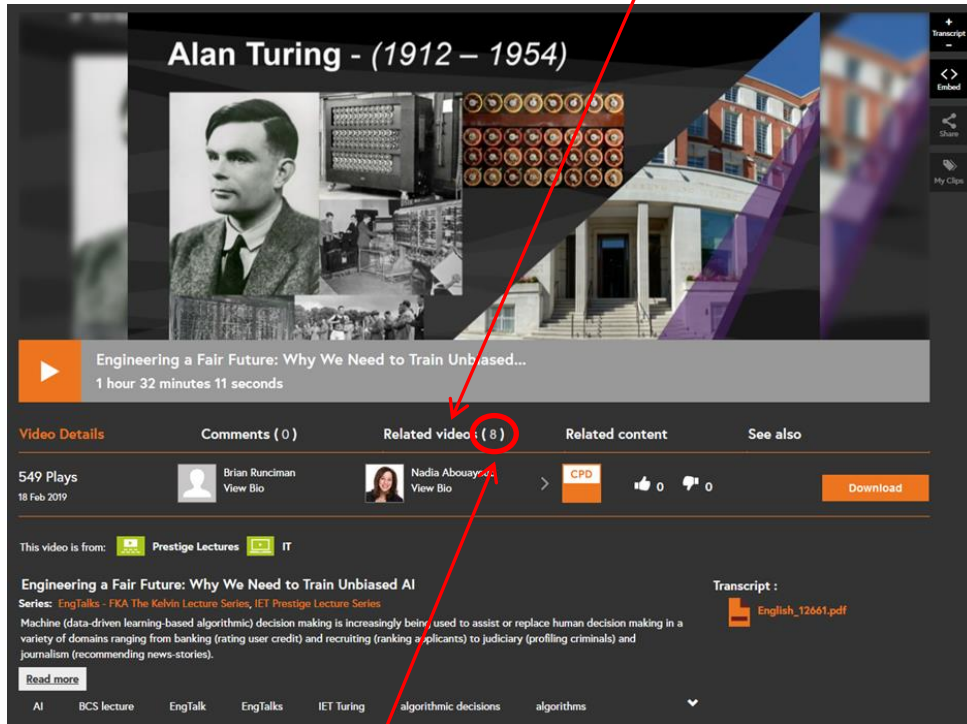 Alan Turing - (1912 – 1954)
+
Transcript
–
<>
Embed
Share
My Clips
Engineering a Fair Future: Why We Need to Train Unbiased...
1 hour 32 minutes 11 seconds
Video Details Comments ( 0 ) Related videos ( 8 ) Related content See also
549 Plays
18 Feb 2019
Brian Runciman
View Bio
Nadia
View Bio
>
CPD
0
0
Download
This video is from: Prestige Lectures IT
Engineering a Fair Future: Why We Need to Train Unbiased AI
Series: EngTalks - FKA The Kelvin Lecture Series, IET Prestige Lecture Series
Machine (data-driven learning-based algorithmic) decision making is increasingly being used to assist or replace human decision making in a
variety of domains ranging from banking (rating user credit) and recruiting (ranking applicants) to judiciary (profiling criminals) and
journalism (recommending news-stories).
Read more
Transcript :
English_12661.pdf
AI BCS lecture EngTalk EngTalks IET Turing algorithmic decisions algorithms